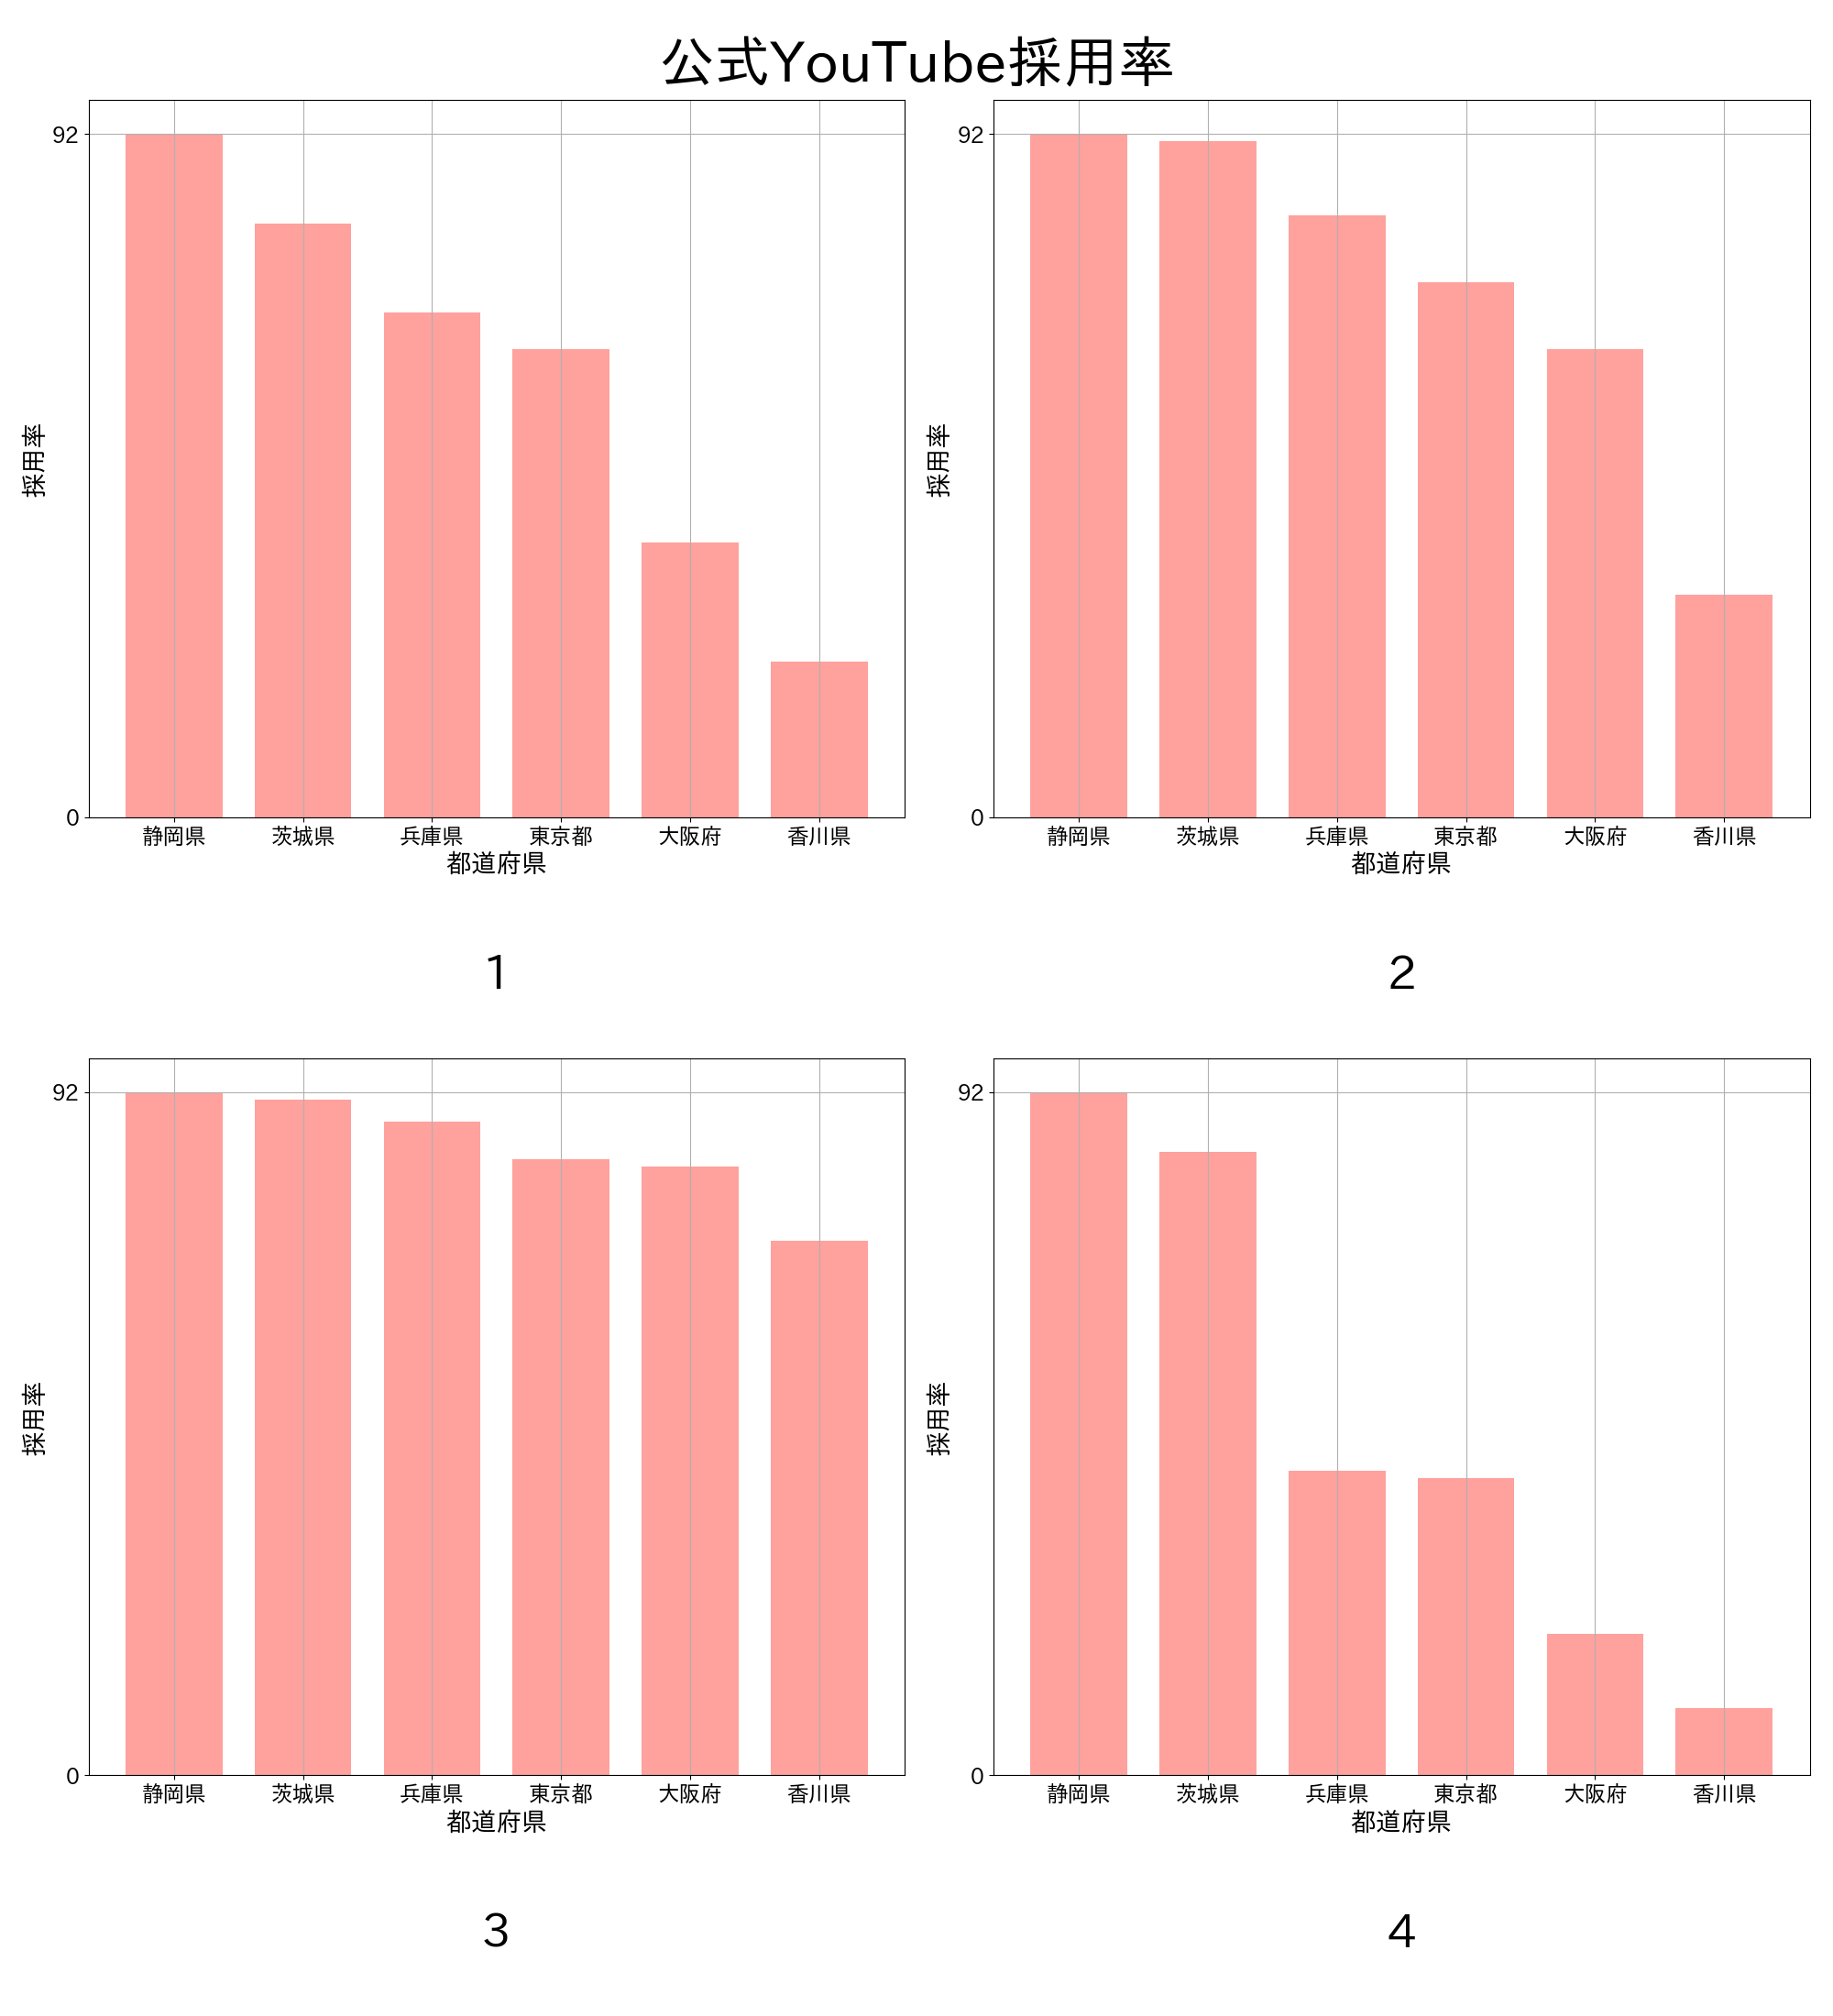 公式YouTube採用率
92
0
採用率
静岡県 茨城県 兵庫県 東京都 大阪府 香川県
都道府県
1
92
0
採用率
静岡県 茨城県 兵庫県 東京都 大阪府 香川県
都道府県
2
92
0
採用率
静岡県 茨城県 兵庫県 東京都 大阪府 香川県
都道府県
3
92
0
採用率
静岡県 茨城県 兵庫県 東京都 大阪府 香川県
都道府県
4